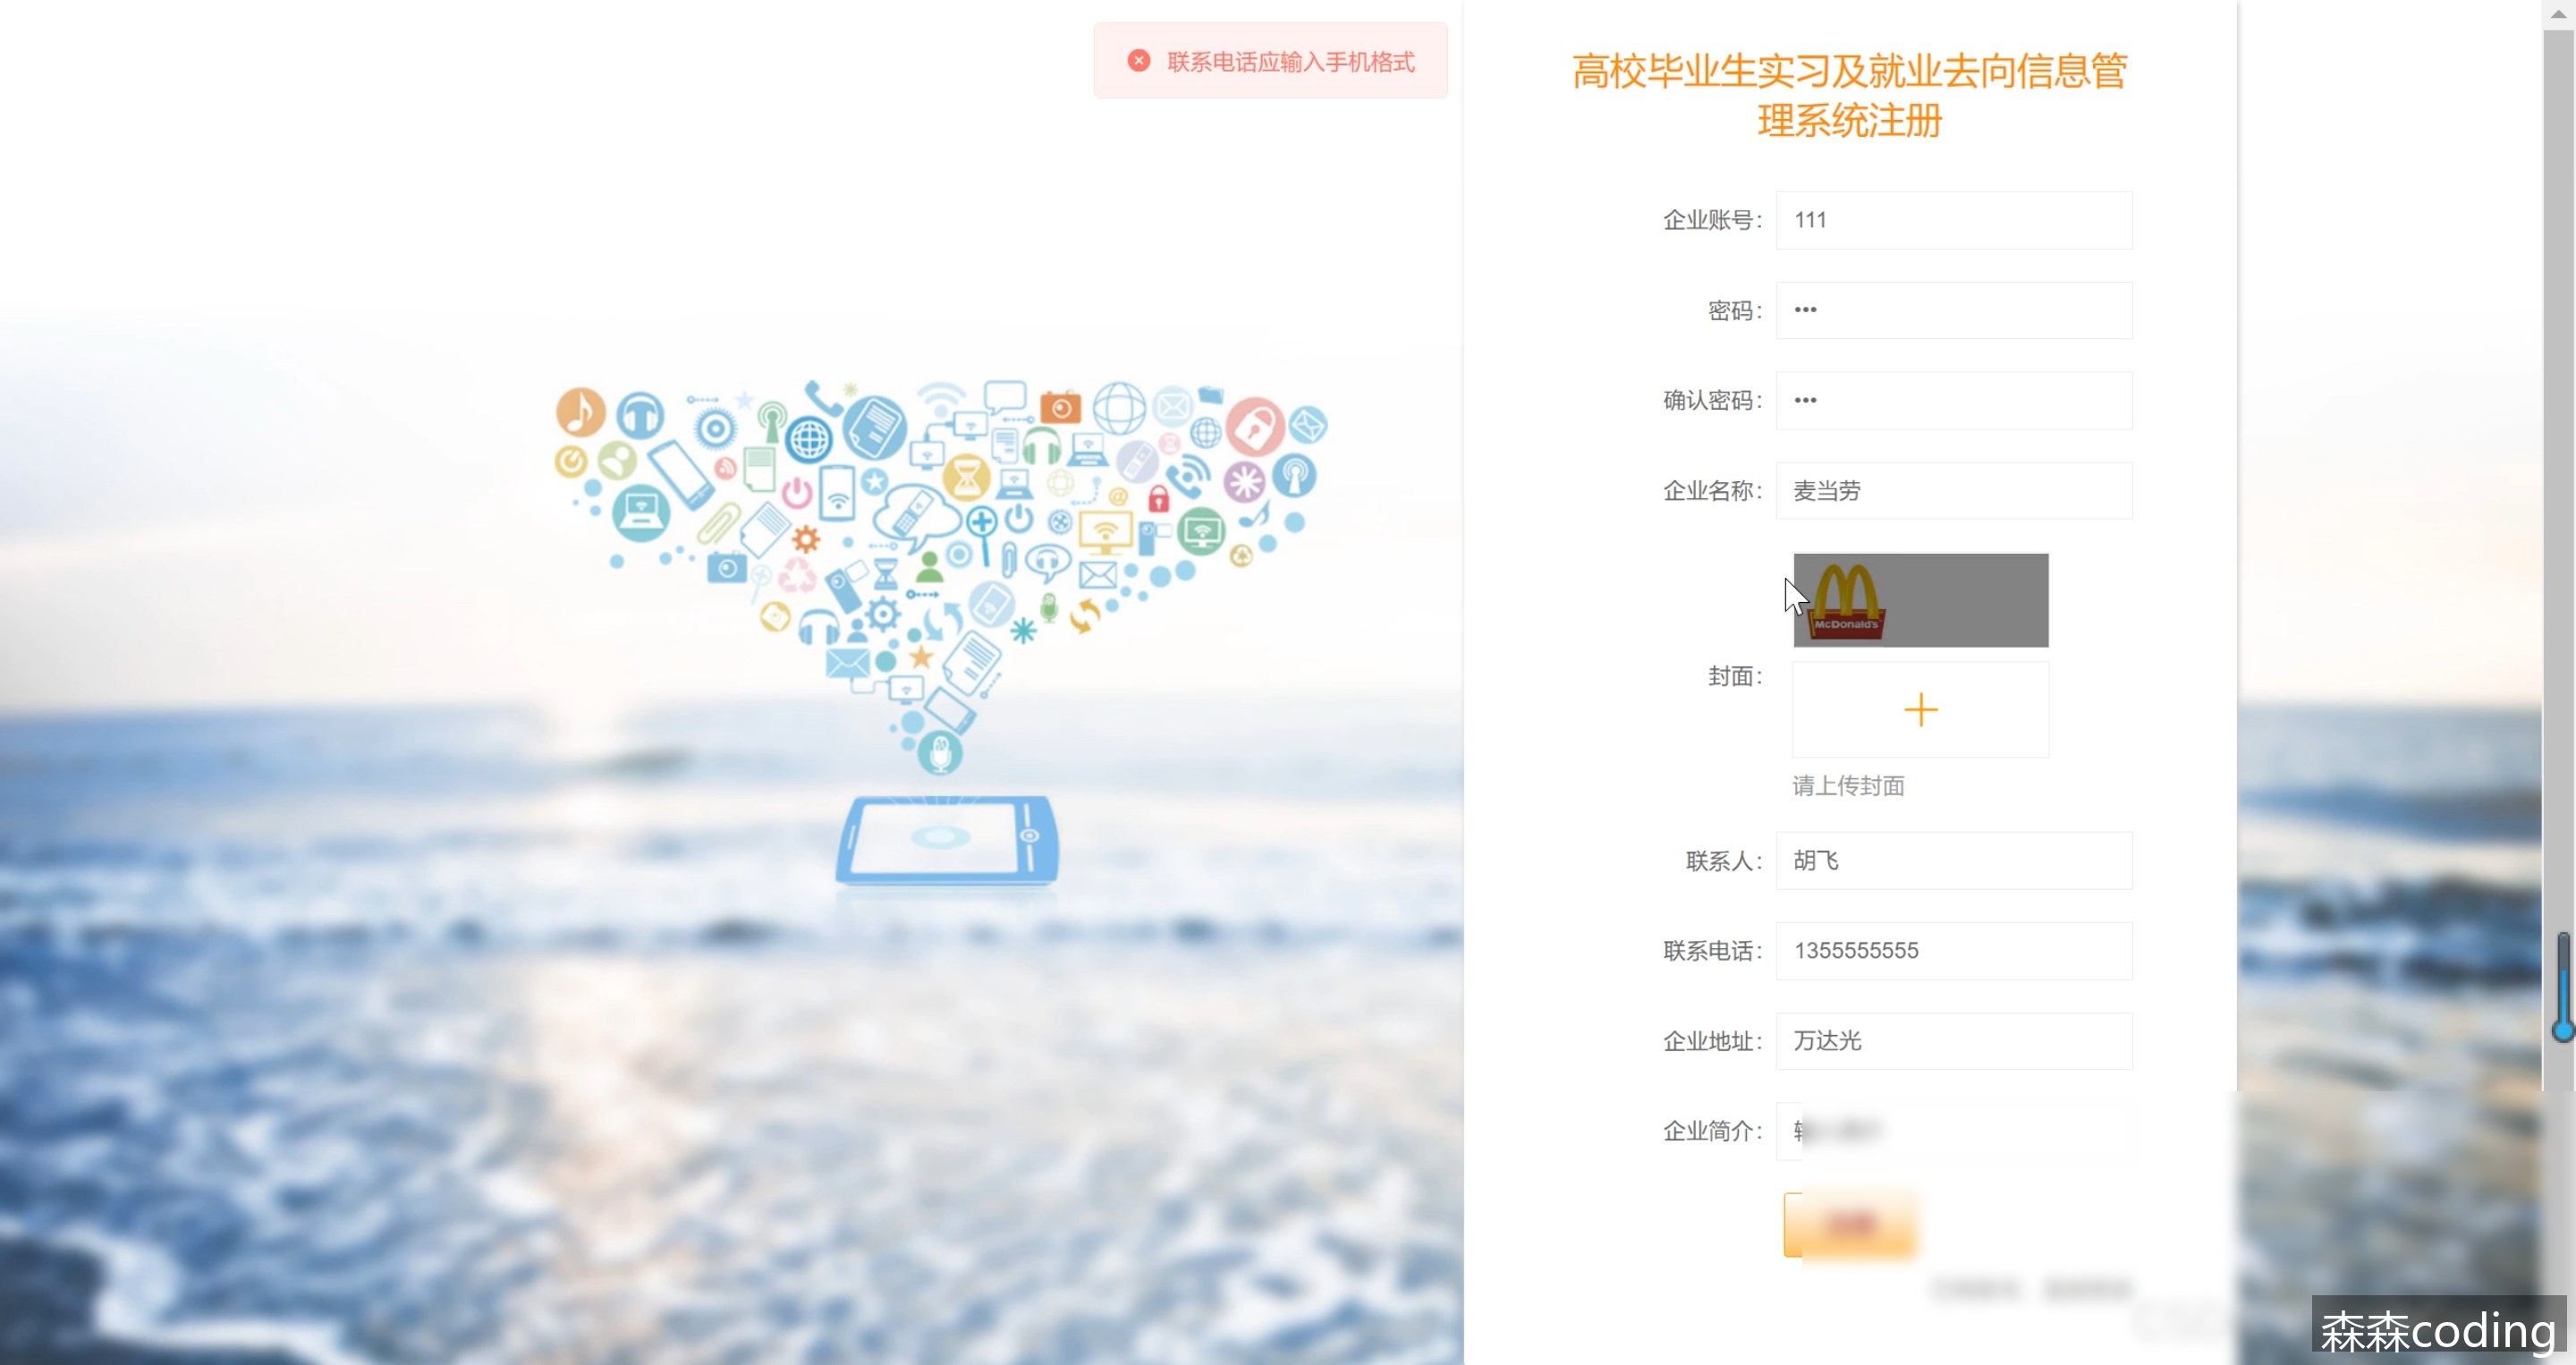 联系电话应输入手机格式
高校毕业生实习及就业去向信息管
理系统注册
企业账号：
111
密码：
•••
确认密码：
•••
企业名称：
麦当劳
McDonald's
封面：
请上传封面
联系人：
胡飞
联系电话：
1355555555
企业地址：
万达光
企业简介：
森森coding